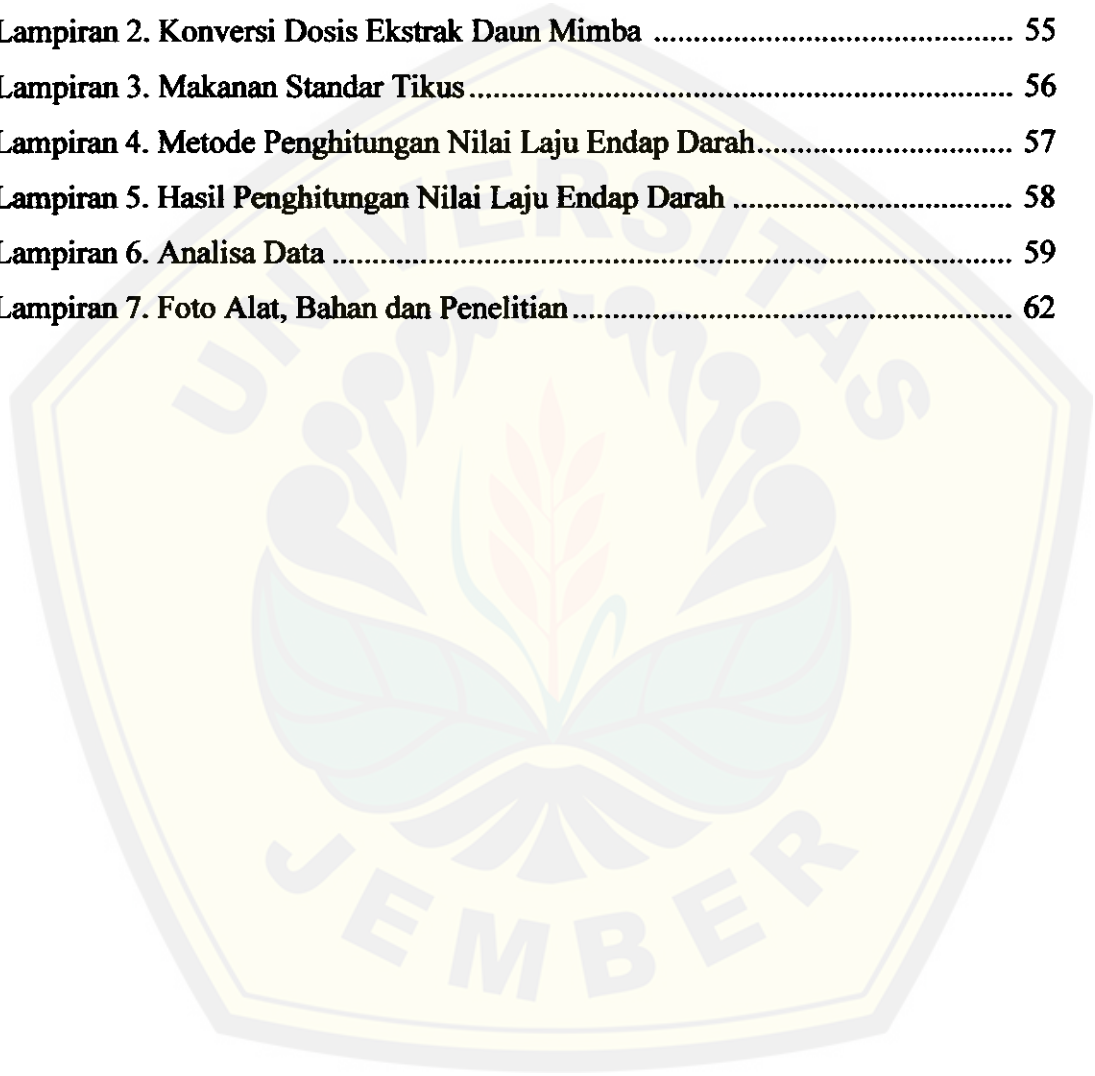 Lampiran 2. Konversi Dosis Ekstrak Daun Mimba ........................................... 55
Lampiran 3. Makanan Standar Tikus ................................................................. 56
Lampiran 4. Metode Penghitungan Nilai Laju Endap Darah ............................... 57
Lampiran 5. Hasil Penghitungan Nilai Laju Endap Darah ................................. 58
Lampiran 6. Analisa Data ................................................................................. 59
Lampiran 7. Foto Alat, Bahan dan Penelitian .................................................... 62
UNIVERSITAS
JEMBER